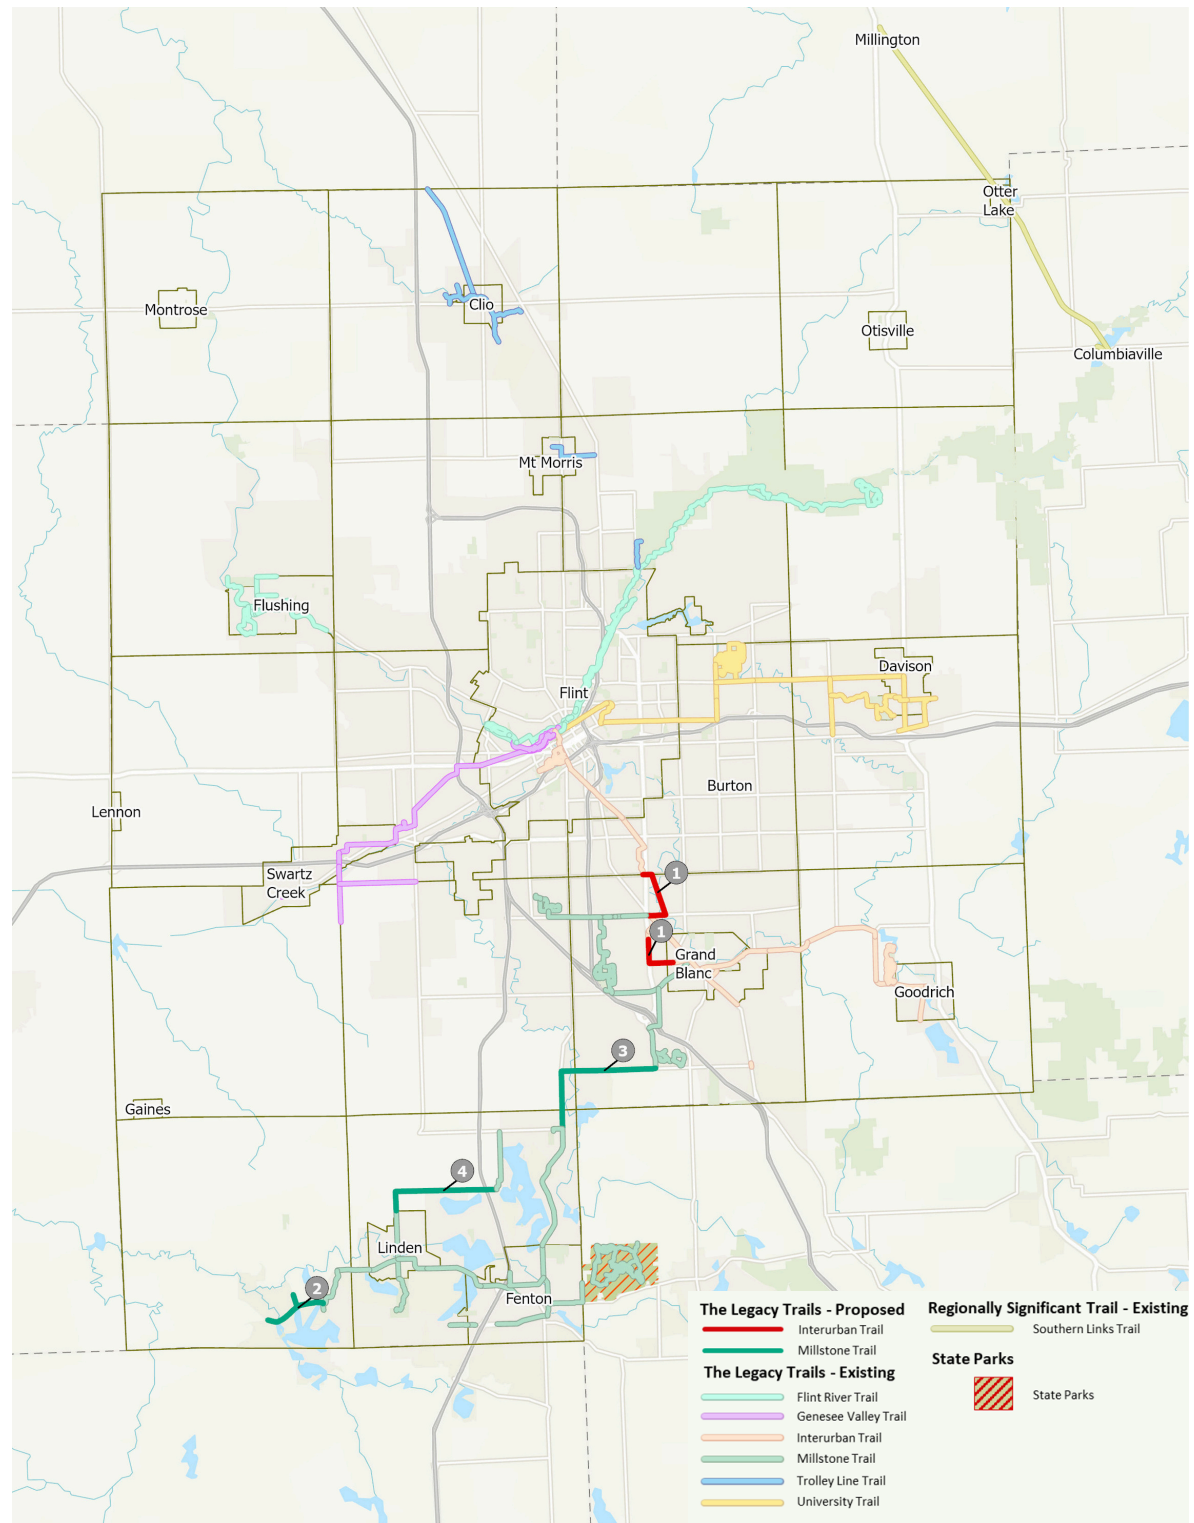 Millington
Otter
Lake
Montrose
Clio
Otisville
Columbiaville
Mt Morris
Flushing
Davison
Flint
Burton
Lennon
Swartz
Creek
1
1
Grand
Blanc
Goodrich
3
Gaines
4
Linden
2
Fenton
The Legacy Trails - Proposed
Interurban Trail
Millstone Trail
The Legacy Trails - Existing
Flint River Trail
Genesee Valley Trail
Interurban Trail
Millstone Trail
Trolley Line Trail
University Trail
Regionally Significant Trail - Existing
Southern Links Trail
State Parks
State Parks